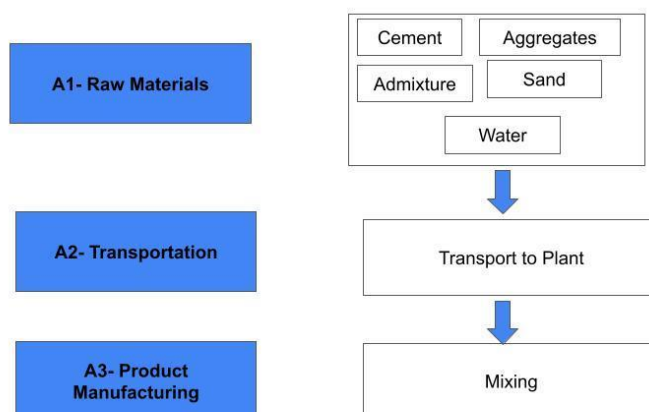 Cement
Aggregates
A1- Raw Materials
Admixture
Sand
Water
A2- Transportation
Transport to Plant
A3- Product
Manufacturing
Mixing